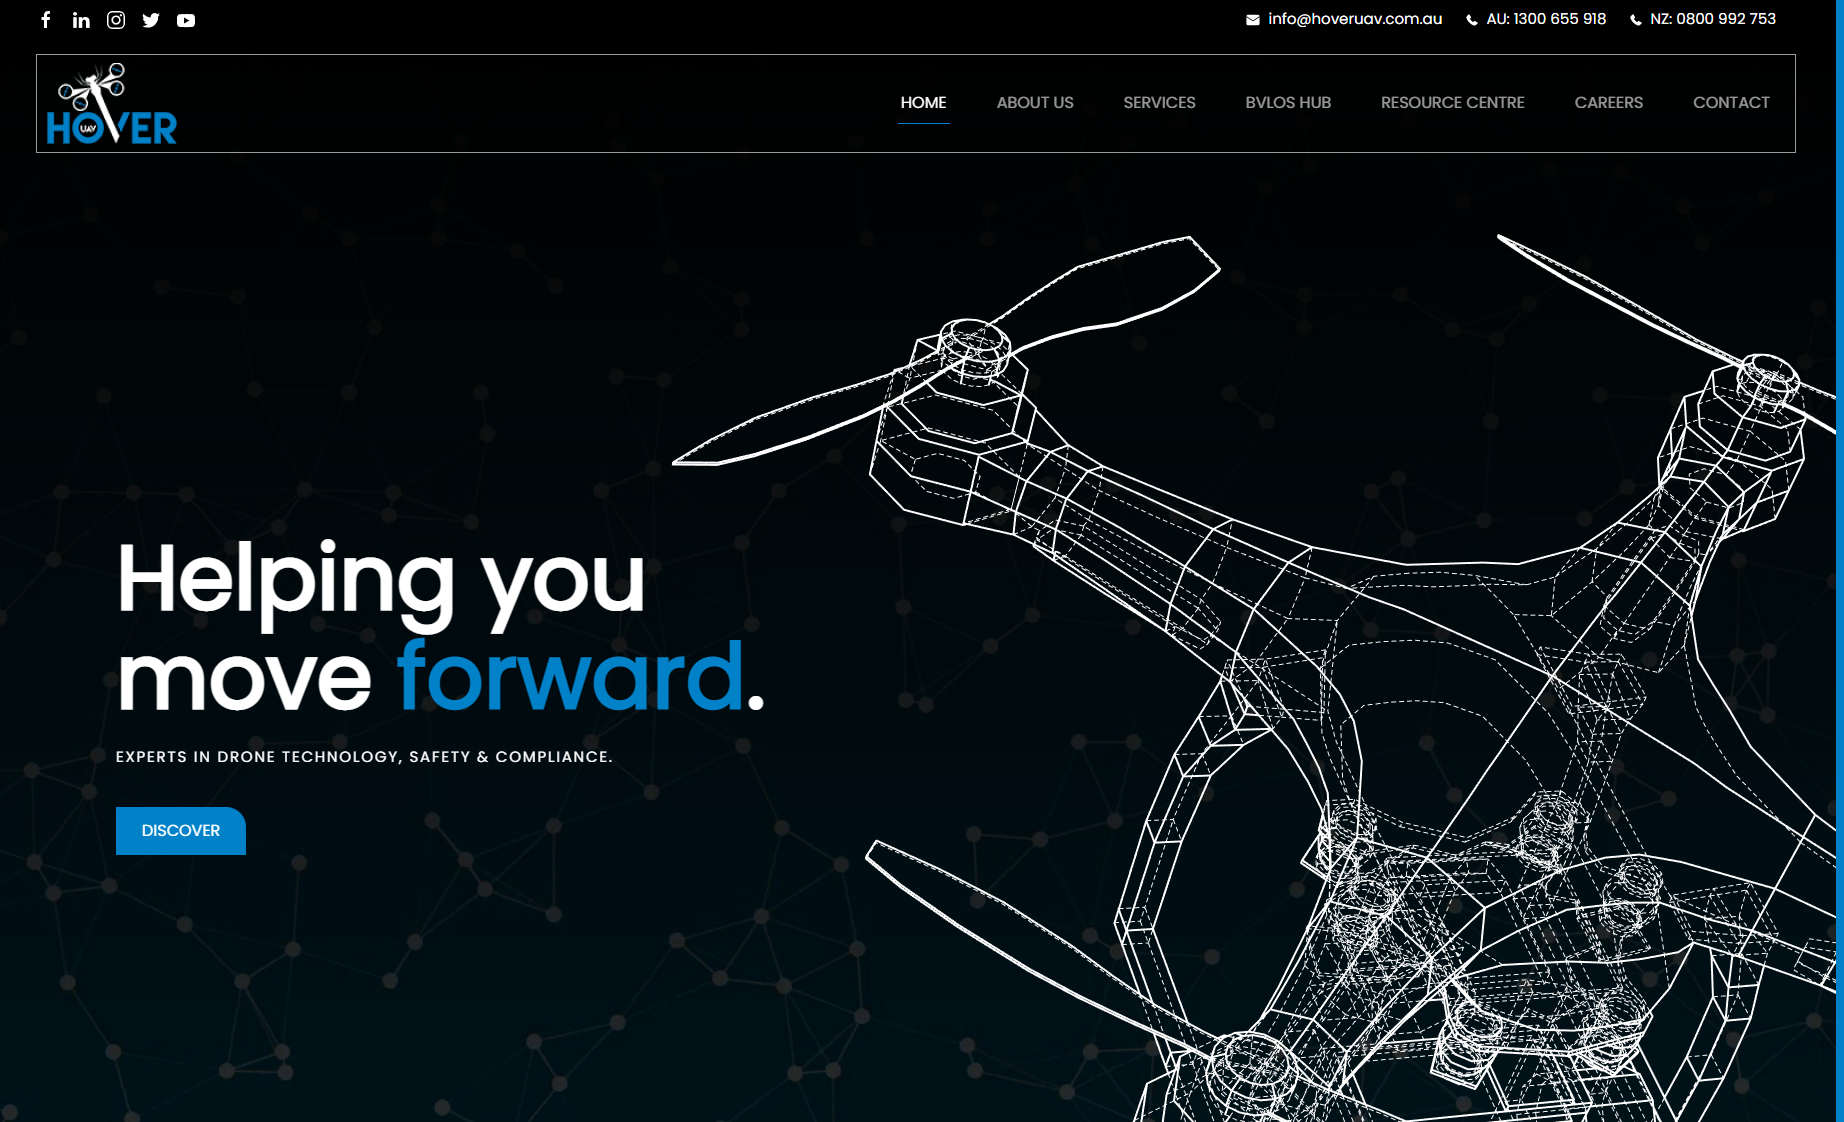 info@hoveruav.com.au AU: 1300 655 918 NZ: 0800 992 753
HOVER
UAV
HOME ABOUT US SERVICES BVLOS HUB RESOURCE CENTRE CAREERS CONTACT
Helping you
move forward.
EXPERTS IN DRONE TECHNOLOGY, SAFETY & COMPLIANCE.
DISCOVER